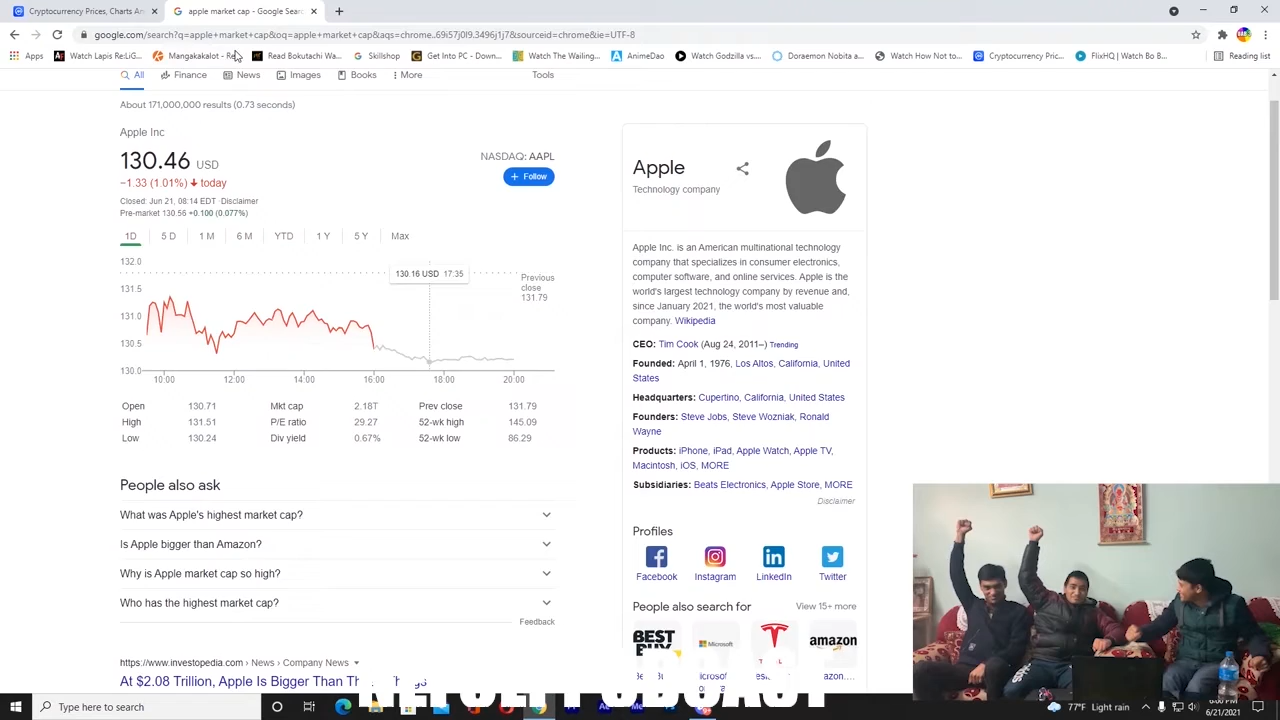 Cryptocurrency Prices, Charts An
apple market cap - Google Sear
google.com/search?q=apple+market+cap&oq=apple+market+cap&aqs=chrome..69i57j0l9.3496j1j7&sourceid=chrome&ie=UTF-8
Apps
Watch Lapis Re:LiG...
Mangakakalot - Re
Read Bokutachi Wa...
Skillshop
Get Into PC - Down...
Watch The Wailing...
AnimeDao
Watch Godzilla vs....
Doraemon Nobita a...
Watch How Not to...
Cryptocurrency Pric...
FlixHQ | Watch Bo B...
Reading list
All
Finance
News
Images
Books
More
Tools
About 171,000,000 results (0.73 seconds)
Apple Inc
130.46 USD
NASDAQ: AAPL
−1.33 (1.01%) today
+ Follow
Closed: Jun 21, 08:14 EDT · Disclaimer
Pre-market 130.56 +0.100 (0.077%)
1D
5 D
1 M
6 M
YTD
1 Y
5 Y
Max
132.0
131.5
131.0
130.5
130.0
130.16 USD 17:35
Previous
close
131.79
10:00
12:00
14:00
16:00
18:00
20:00
Open 130.71 Mkt cap 2.18T Prev close 131.79
High 131.51 P/E ratio 29.27 52-wk high 145.09
Low 130.24 Div yield 0.67% 52-wk low 86.29
People also ask
What was Apple's highest market cap?
Is Apple bigger than Amazon?
Why is Apple market cap so high?
Who has the highest market cap?
Feedback
https://www.investopedia.com › News › Company News
At $2.08 Trillion, Apple Is Bigger Than
Apple
Technology company
Apple Inc. is an American multinational technology
company that specializes in consumer electronics,
computer software, and online services. Apple is the
world's largest technology company by revenue and,
since January 2021, the world's most valuable
company. Wikipedia
CEO: Tim Cook (Aug 24, 2011–) Trending
Founded: April 1, 1976, Los Altos, California, United
States
Headquarters: Cupertino, California, United States
Founders: Steve Jobs, Steve Wozniak, Ronald
Wayne
Products: iPhone, iPad, Apple Watch, Apple TV,
Macintosh, iOS, MORE
Subsidiaries: Beats Electronics, Apple Store, MORE
Disclaimer
Profiles
Facebook
Instagram
LinkedIn
Twitter
People also search for
View 15+ more
BEST
BUY
Microsoft
amazon
Type here to search
77°F Light rain
6:00 PM
6/21/2021